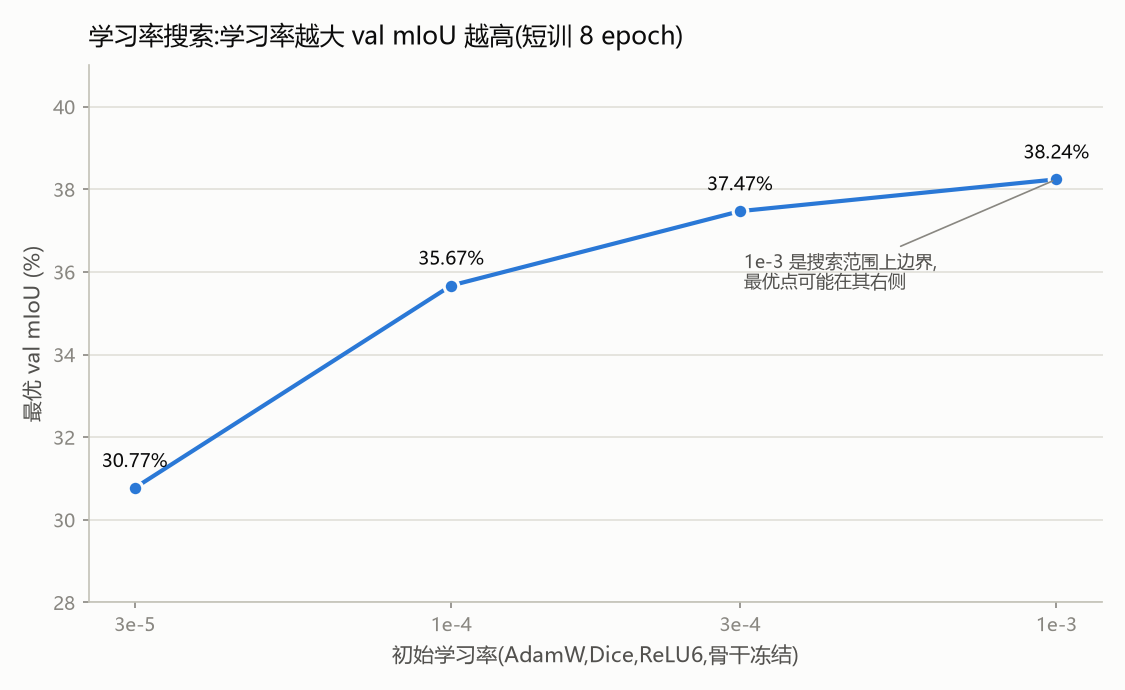 学习率搜索:学习率越大 val mIoU 越高(短训 8 epoch)
最优 val mIoU (%)
40
38
36
34
32
30
28
30.77%
35.67%
37.47%
38.24%
1e-3 是搜索范围上边界,
最优点可能在其右侧
3e-5
1e-4
3e-4
1e-3
初始学习率(AdamW,Dice,ReLU6,骨干冻结)